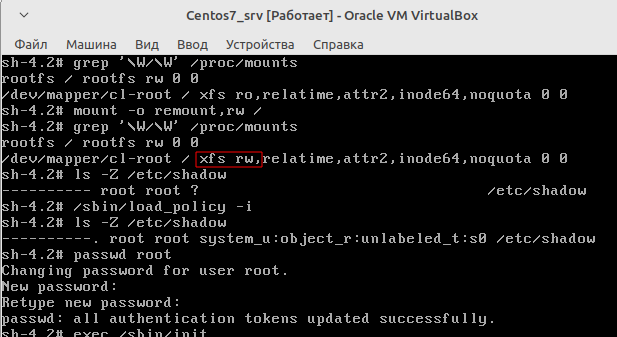 Centos7_srv [Работает] - Oracle VM VirtualBox
Файл Машина Вид Ввод Устройства Справка
sh-4.2# grep '\W/\W' /proc/mounts
rootfs / rootfs rw 0 0
/dev/mapper/cl-root / xfs ro,relatime,attr2,inode64,noquota 0 0
sh-4.2# mount -o remount,rw /
sh-4.2# grep '\W/\W' /proc/mounts
rootfs / rootfs rw 0 0
/dev/mapper/cl-root / xfs rw,relatime,attr2,inode64,noquota 0 0
sh-4.2# ls -Z /etc/shadow
---------- root root ? /etc/shadow
sh-4.2# /sbin/load_policy -i
sh-4.2# ls -Z /etc/shadow
----------. root root system_u:object_r:unlabeled_t:s0 /etc/shadow
sh-4.2# passwd root
Changing password for user root.
New password:
Retype new password:
passwd: all authentication tokens updated successfully.
sh-4.2# exec /sbin/init